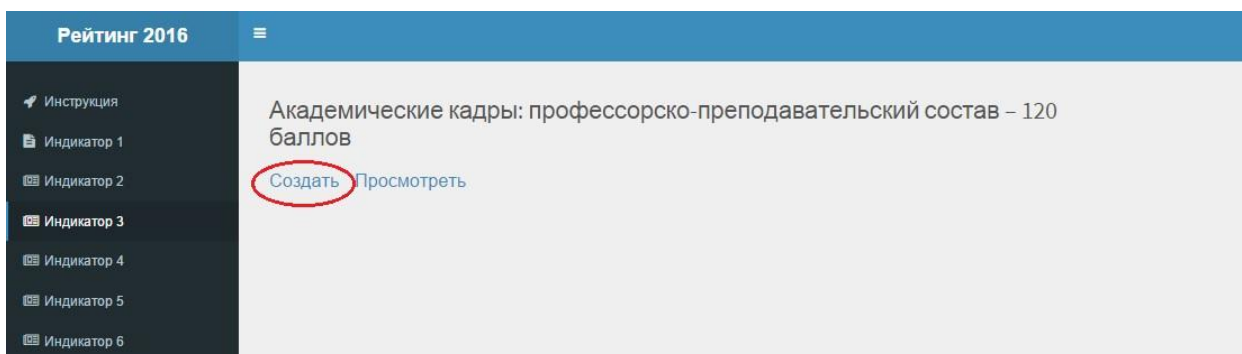 Рейтинг 2016
Инструкция
Индикатор 1
Индикатор 2
Индикатор 3
Индикатор 4
Индикатор 5
Индикатор 6
Академические кадры: профессорско-преподавательский состав – 120
баллов
Создать Просмотреть